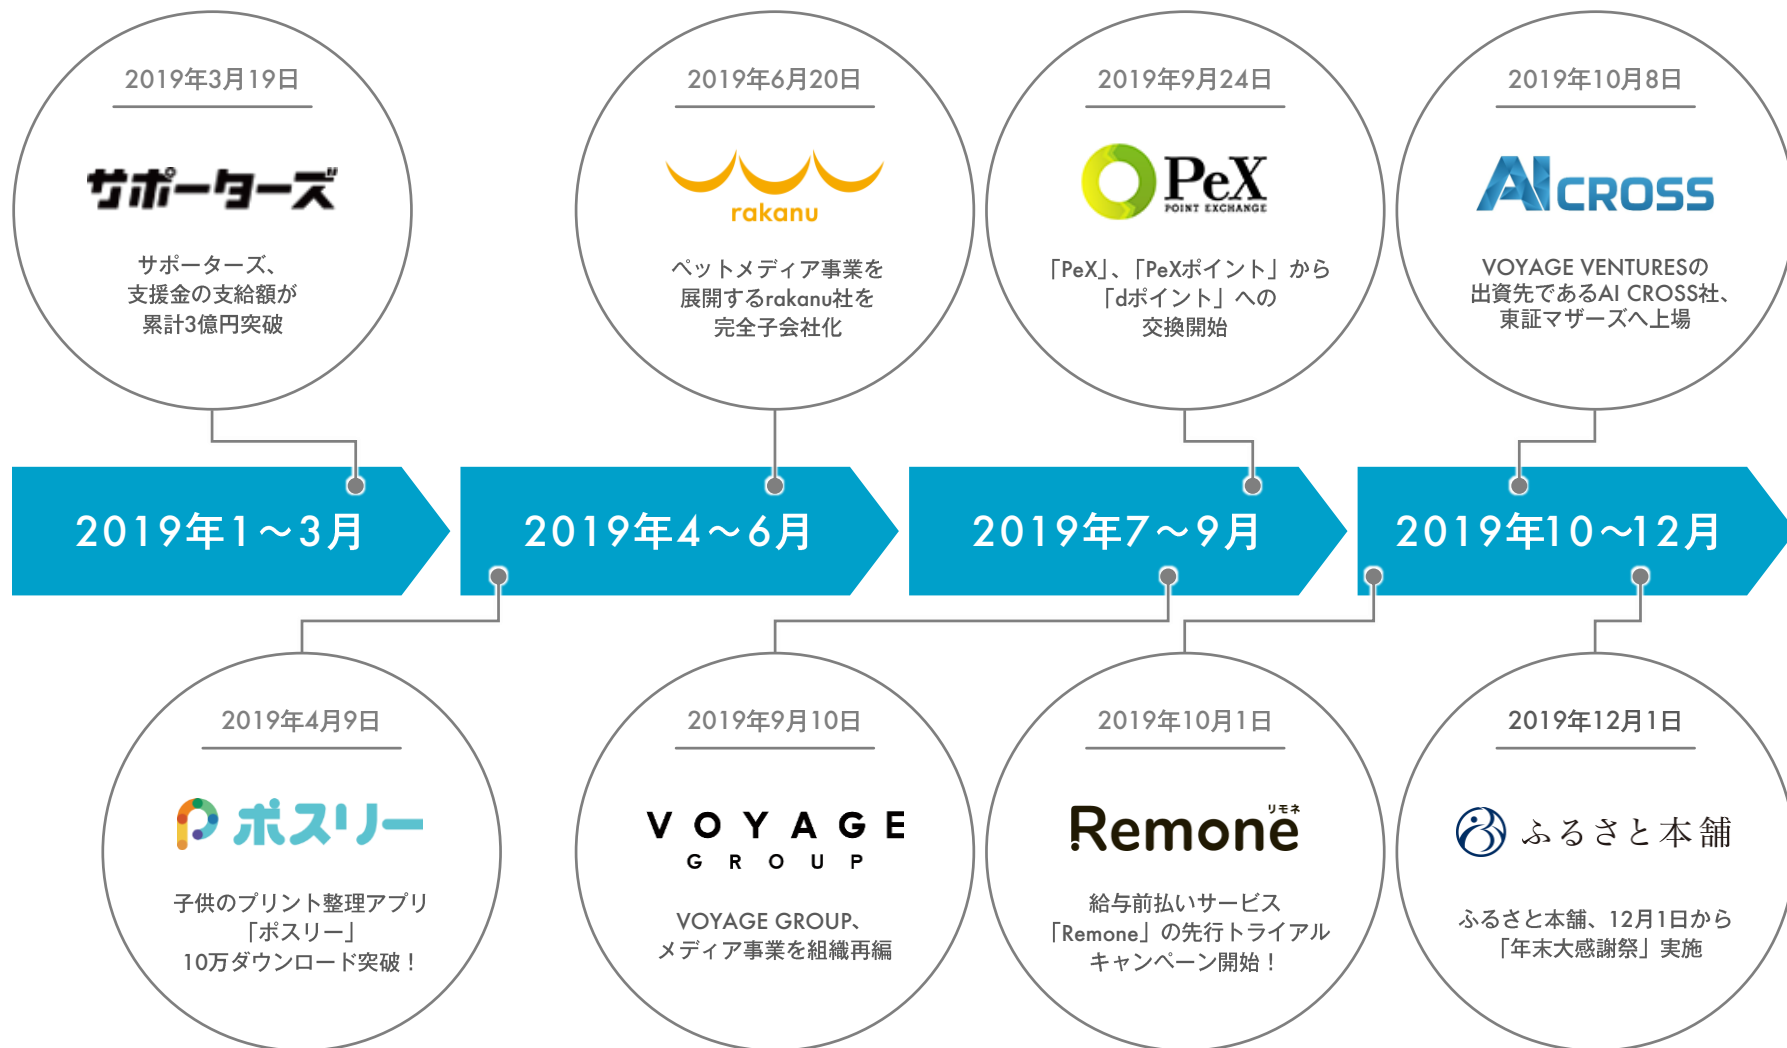 2019年3月19日
サポーターズ
サポーターズ、
支援金の支給額が
累計3億円突破
2019年6月20日
rakanu
ペットメディア事業を
展開するrakanu社を
完全子会社化
2019年9月24日
PeX
POINT EXCHANGE
「PeX」、「PeXポイント」から
「dポイント」への
交換開始
2019年10月8日
AI CROSS
VOYAGE VENTURESの
出資先であるAI CROSS社、
東証マザーズへ上場
2019年1〜3月
2019年4〜6月
2019年7〜9月
2019年10〜12月
2019年4月9日
ポスリー
子供のプリント整理アプリ
「ポスリー」
10万ダウンロード突破！
2019年9月10日
VOYAGE
GROUP
VOYAGE GROUP、
メディア事業を組織再編
2019年10月1日
リモネ
Remone
給与前払いサービス
「Remone」の先行トライアル
キャンペーン開始！
2019年12月1日
ふるさと本舗
ふるさと本舗、12月1日から
「年末大感謝祭」実施